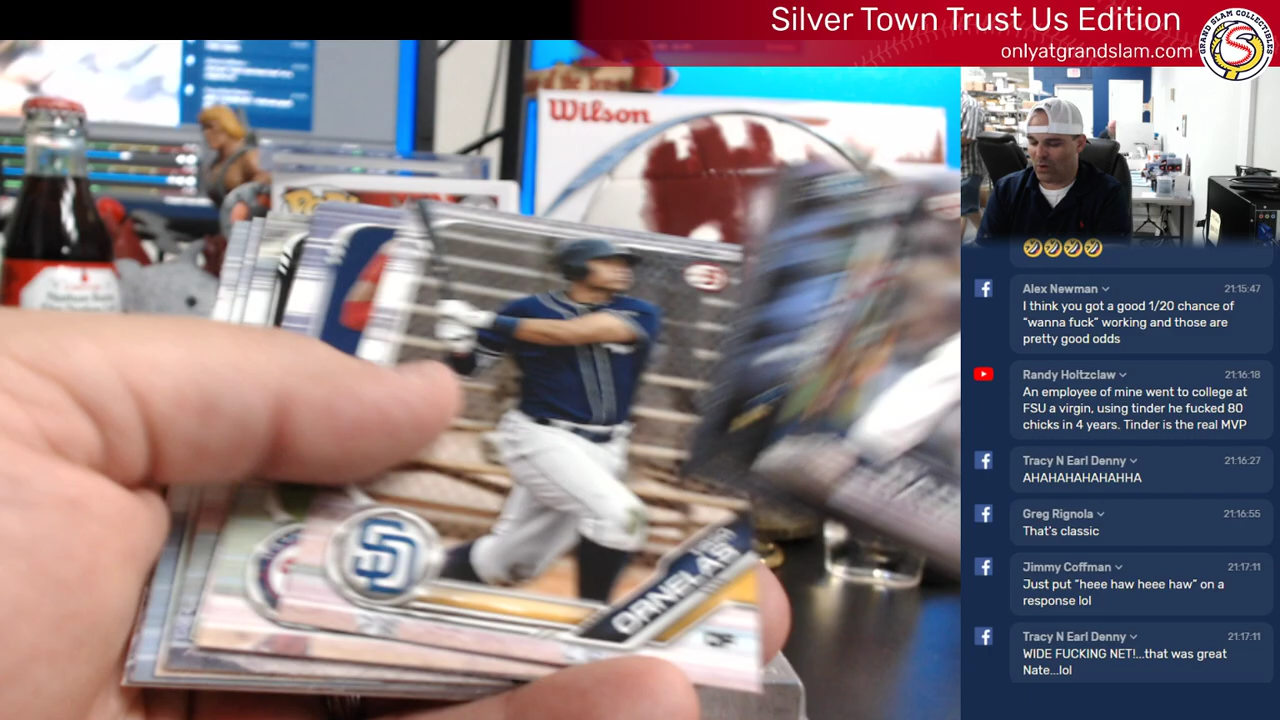 Silver Town Trust Us Edition
onlyatgrandslam.com
GRAND SLAM COLLECTIBLES
Wilson
SD
ORNELAS
CF
Alex Newman 21:15:47
I think you got a good 1/20 chance of
“wanna fuck” working and those are
pretty good odds
Randy Holtzclaw 21:16:18
An employee of mine went to college at
FSU a virgin, using tinder he fucked 80
chicks in 4 years. Tinder is the real MVP
Tracy N Earl Denny 21:16:27
AHAHAHAHAHAHHA
Greg Rignola 21:16:55
That's classic
Jimmy Coffman 21:17:11
Just put “heee haw heee haw” on a
response lol
Tracy N Earl Denny 21:17:11
WIDE FUCKING NET!...that was great
Nate...lol